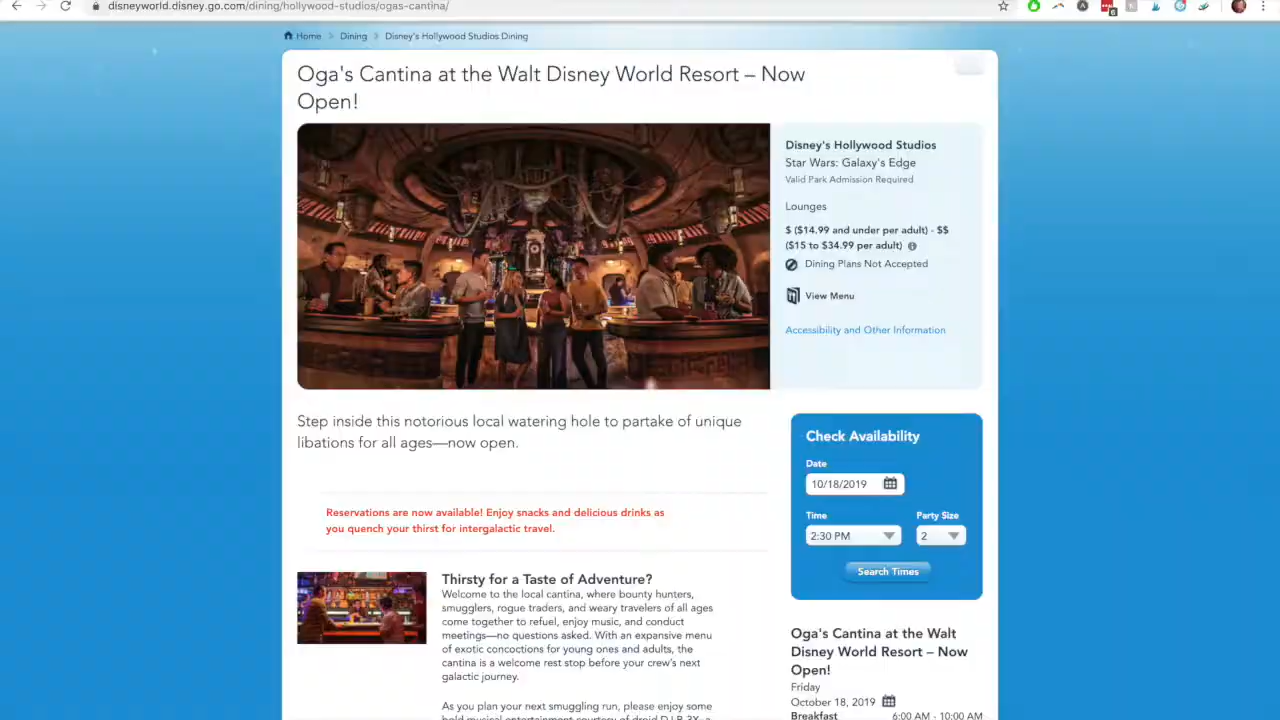 disneyworld.disney.go.com/dining/hollywood-studios/ogas-cantina/
6
Home > Dining > Disney's Hollywood Studios Dining
Oga's Cantina at the Walt Disney World Resort – Now
Open!
Disney's Hollywood Studios
Star Wars: Galaxy's Edge
Valid Park Admission Required
Lounges
$ ($14.99 and under per adult) - $$
($15 to $34.99 per adult)
Dining Plans Not Accepted
View Menu
Accessibility and Other Information
Step inside this notorious local watering hole to partake of unique
libations for all ages—now open.
Reservations are now available! Enjoy snacks and delicious drinks as
you quench your thirst for intergalactic travel.
Thirsty for a Taste of Adventure?
Welcome to the local cantina, where bounty hunters,
smugglers, rogue traders, and weary travelers of all ages
come together to refuel, enjoy music, and conduct
meetings—no questions asked. With an expansive menu
of exotic concoctions for young ones and adults, the
cantina is a welcome rest stop before your crew's next
galactic journey.
As you plan your next smuggling run, please enjoy some
bold musical entertainment courtesy of droid DJ R-3X—a
Check Availability
Date
10/18/2019
Time
Party Size
2:30 PM
2
Search Times
Oga's Cantina at the Walt
Disney World Resort – Now
Open!
Friday
October 18, 2019
Breakfast 6:00 AM - 10:00 AM